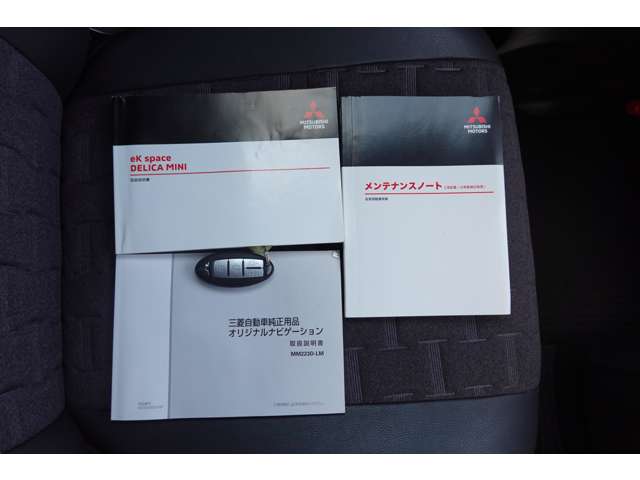 MITSUBISHI
MOTORS
eK space
DELICA MINI
取扱説明書
MITSUBISHI
MOTORS
メンテナンスノート
三菱自動車純正用品
オリジナルナビゲーション
取扱説明書
MM223D-LM